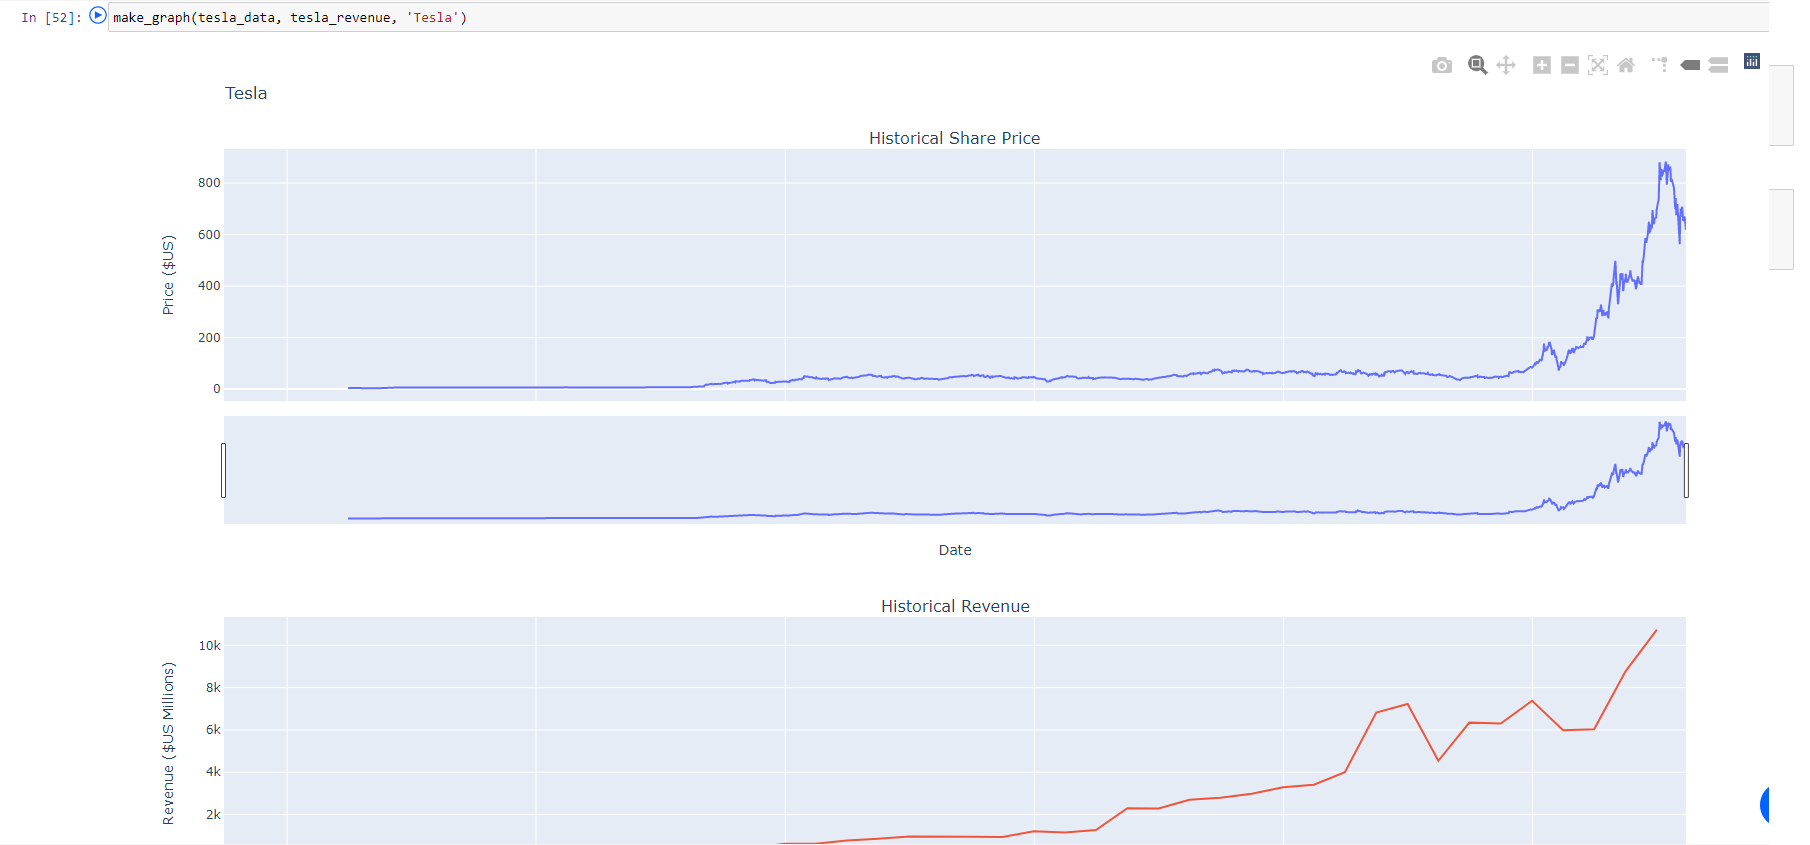 In [52]: make_graph(tesla_data, tesla_revenue, 'Tesla')
Tesla
Historical Share Price
800
600
400
200
0
Price ($US)
Date
Historical Revenue
10k
8k
6k
4k
2k
Revenue ($US Millions)